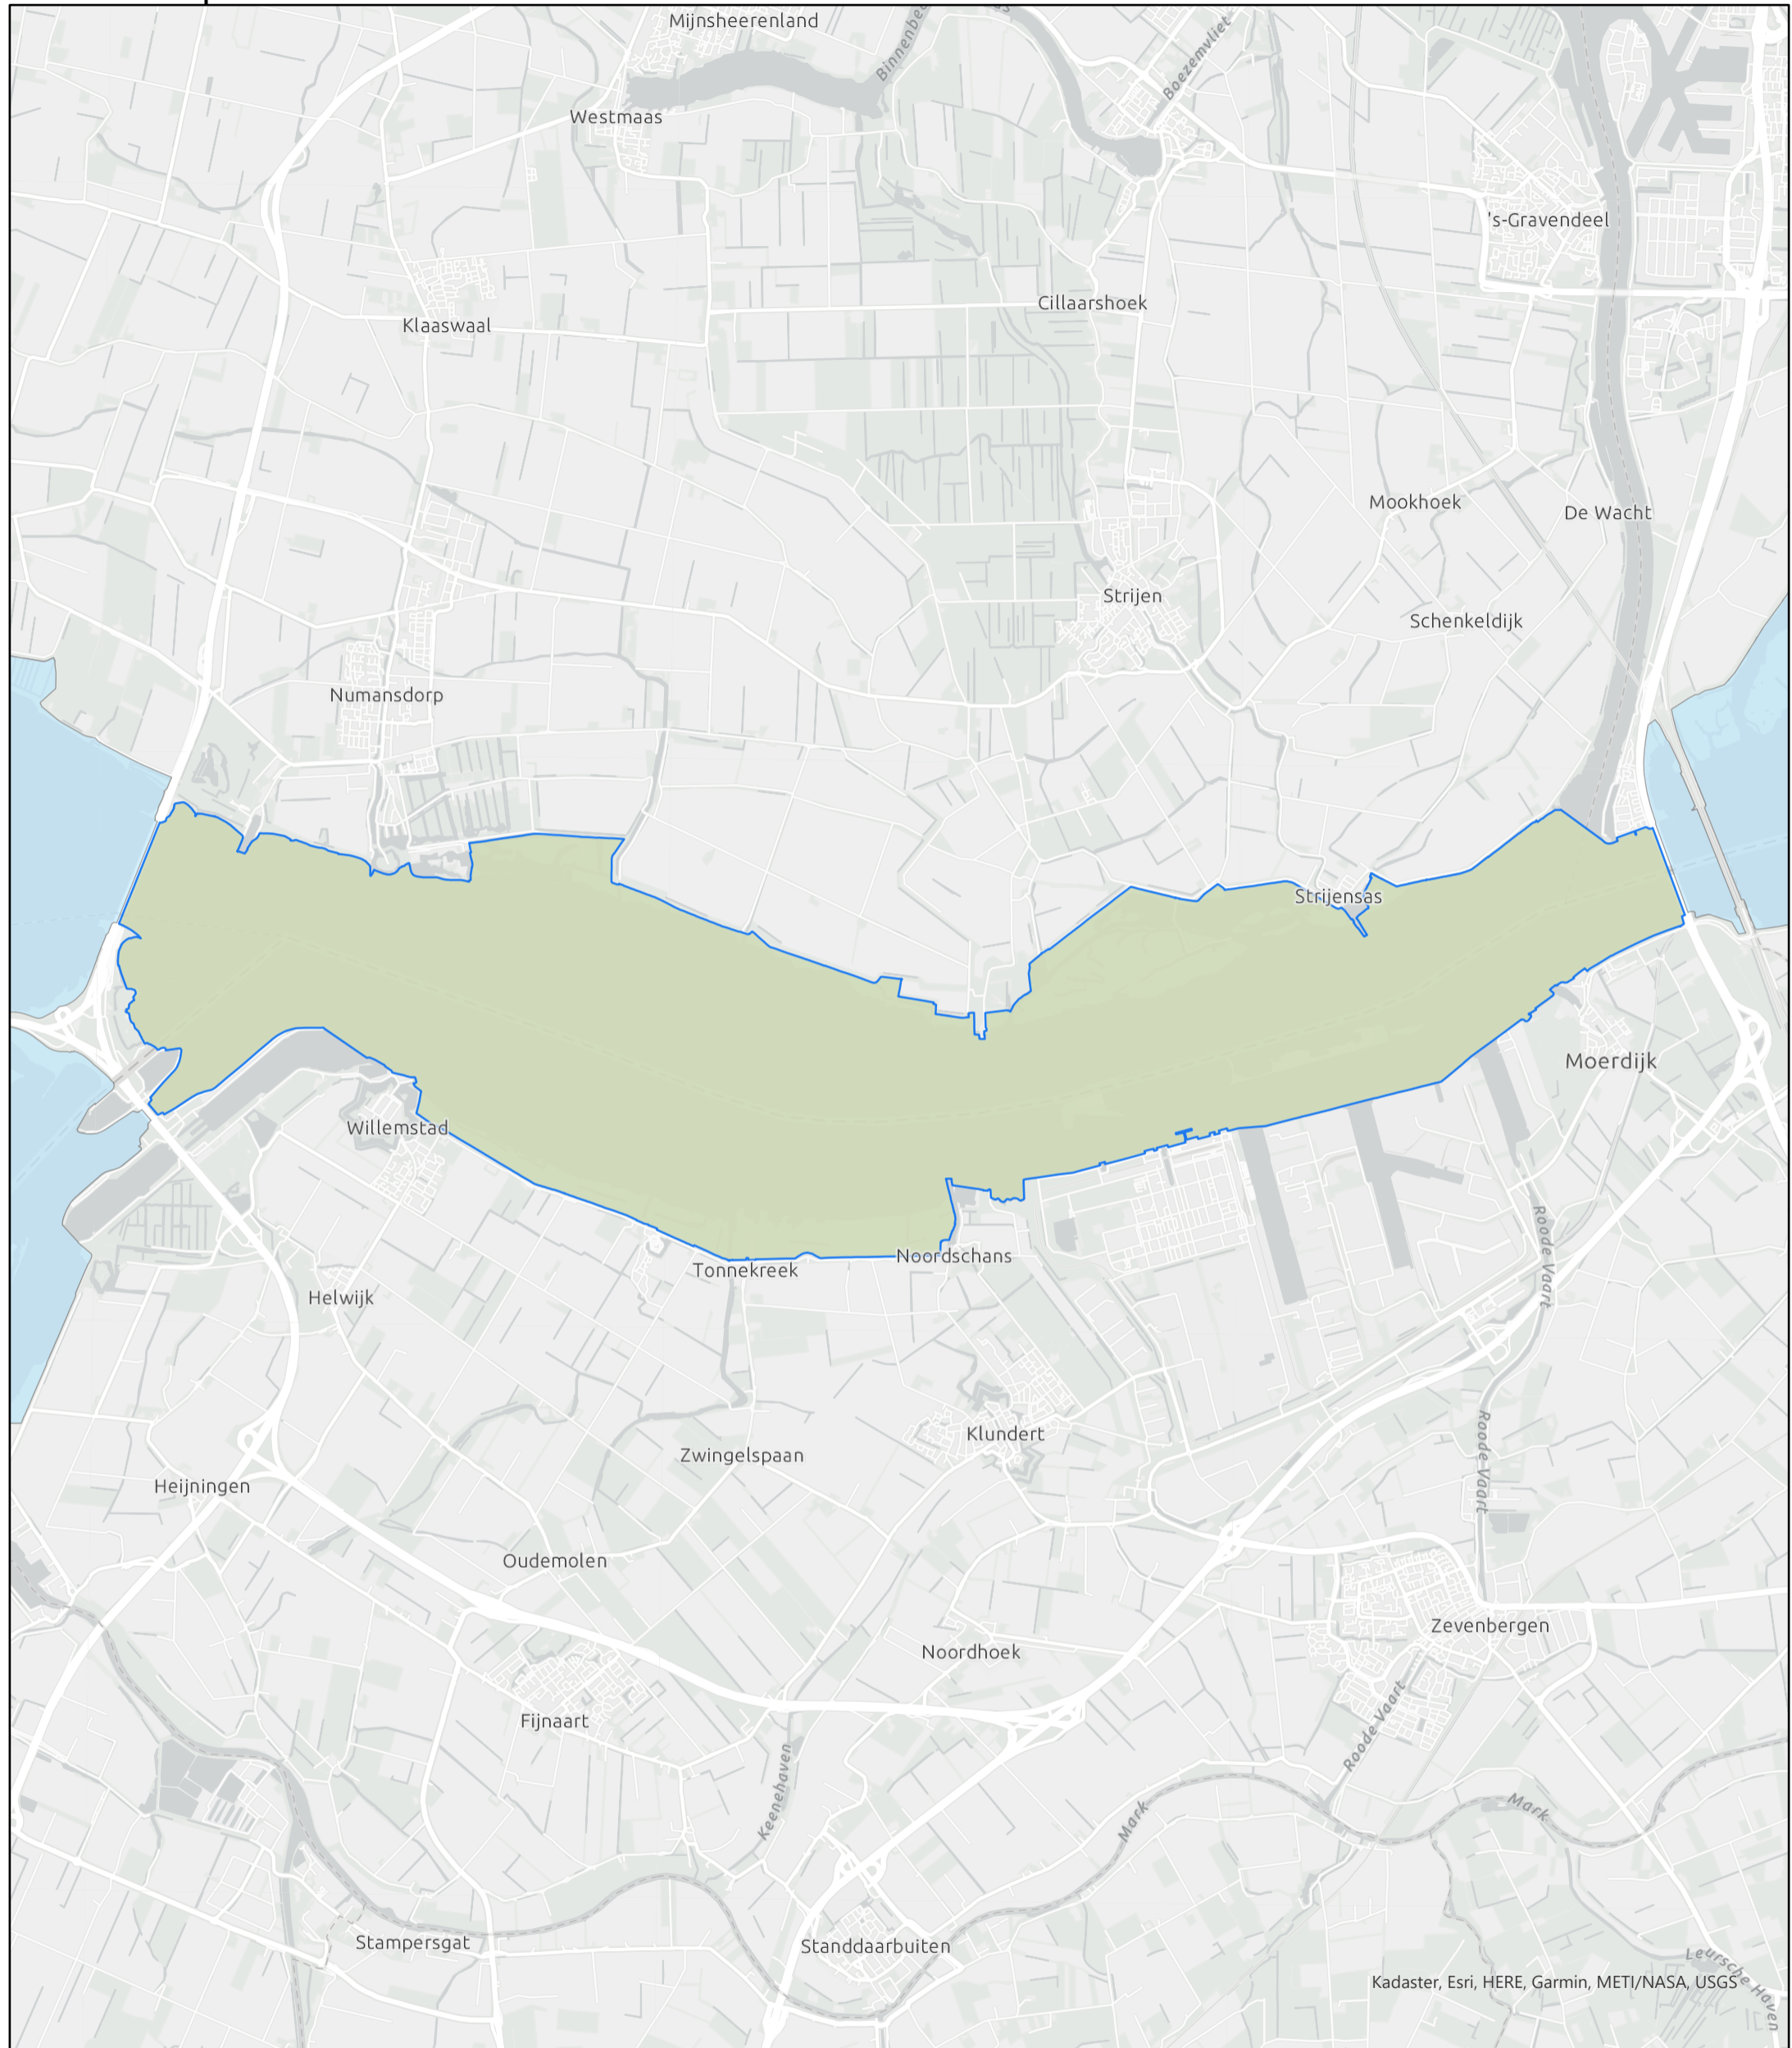 Mijnsheerenland
Binnenbe
Boezemvliet
Westmaas
's-Gravendeel
Cillaarshoek
Klaaswaal
Mookhoek
De Wacht
Strijen
Schenkeldijk
Numansdorp
Strijensas
Moerdijk
Willemstad
Noordschans
Tonnekreek
Helwijk
Roode Vaart
Klundert
Zwingelspaan
Roode Vaart
Heijningen
Oudemolen
Zevenbergen
Noordhoek
Fijnaart
Roode Vaart
Keenehaven
Mark
Mark
Stampersgat
Standdaarbuiten
Leursche Haven
Kadaster, Esri, HERE, Garmin, METI/NASA, USGS